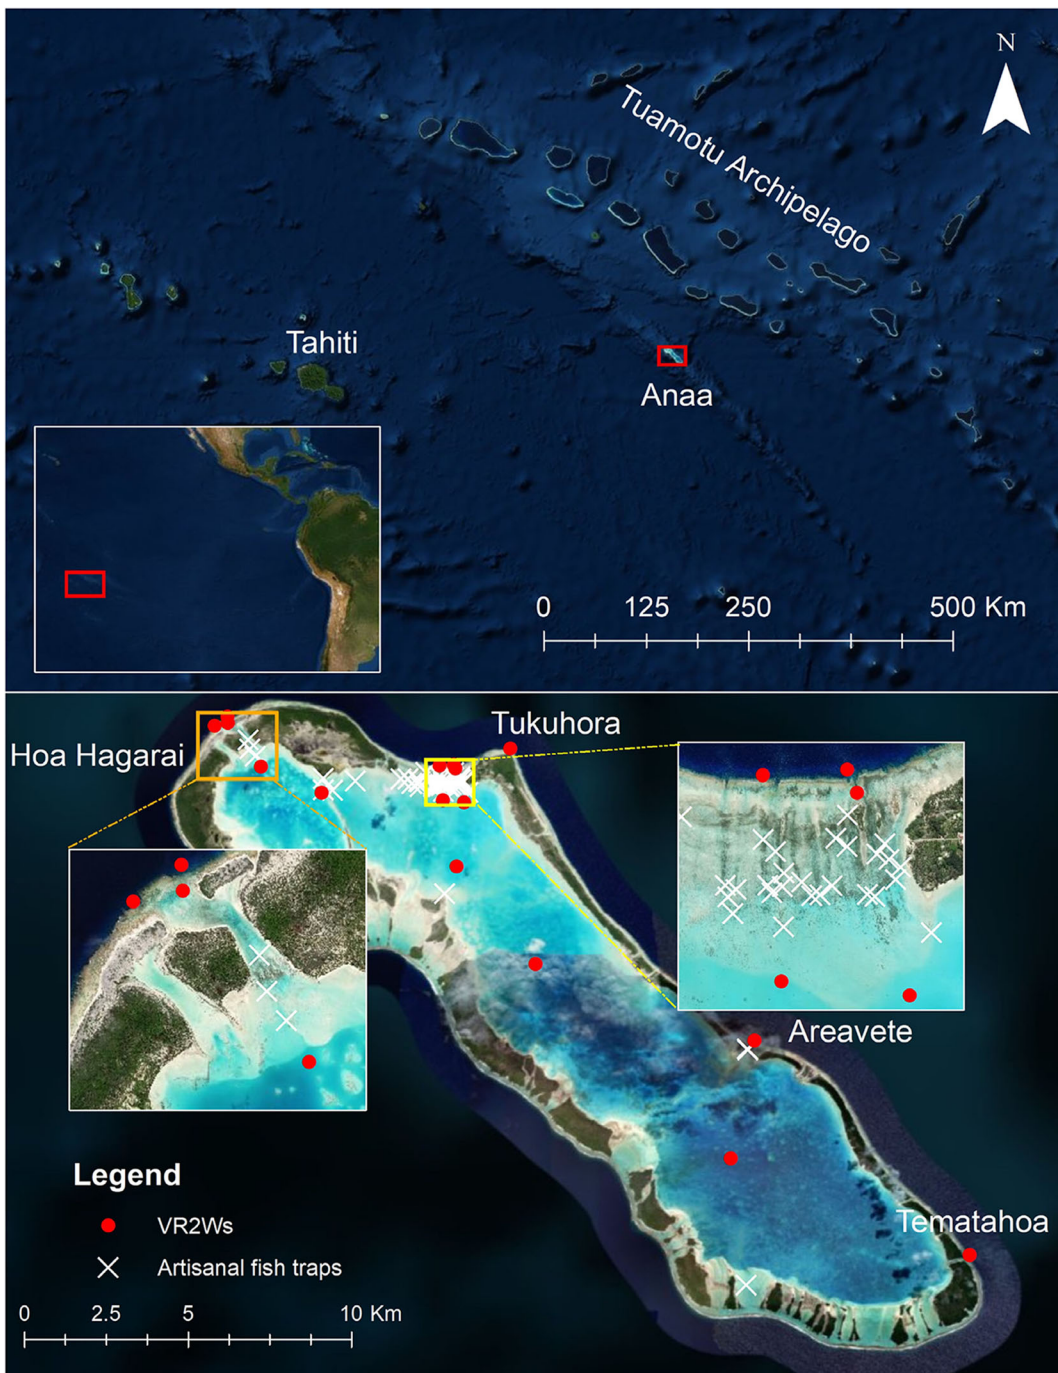 N
Tuamotu Archipelago
Tahiti
Anaa
0 125 250 500 Km
Tukuhora
Hoa Hagarai
Areavete
Legend
VR2Ws
Artisanal fish traps
Tematahoa
0 2.5 5 10 Km